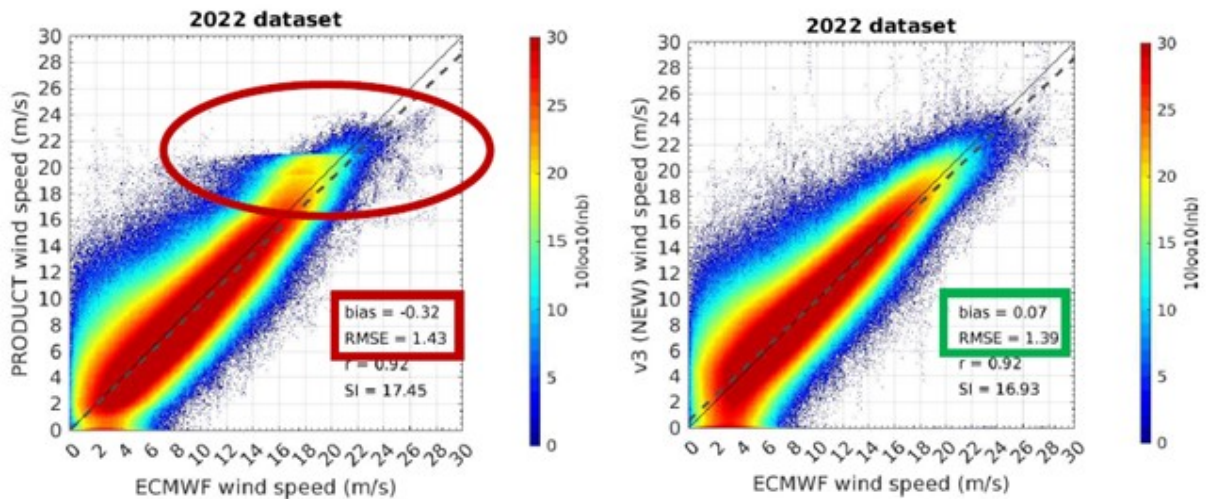 2022 dataset
PRODUCT wind speed (m/s)
30
28
26
24
22
20
18
16
14
12
10
8
6
4
2
0
0 2 4 6 8 10 12 14 16 18 20 22 24 26 28 30
ECMWF wind speed (m/s)
bias = -0.32
RMSE = 1.43
r = 0.92
SI = 17.45
30
25
20
15
10
5
0
10log10(nb)
2022 dataset
v3 (NEW) wind speed (m/s)
30
28
26
24
22
20
18
16
14
12
10
8
6
4
2
0
0 2 4 6 8 10 12 14 16 18 20 22 24 26 28 30
ECMWF wind speed (m/s)
bias = 0.07
RMSE = 1.39
r = 0.92
SI = 16.93
30
25
20
15
10
5
0
10log10(nb)